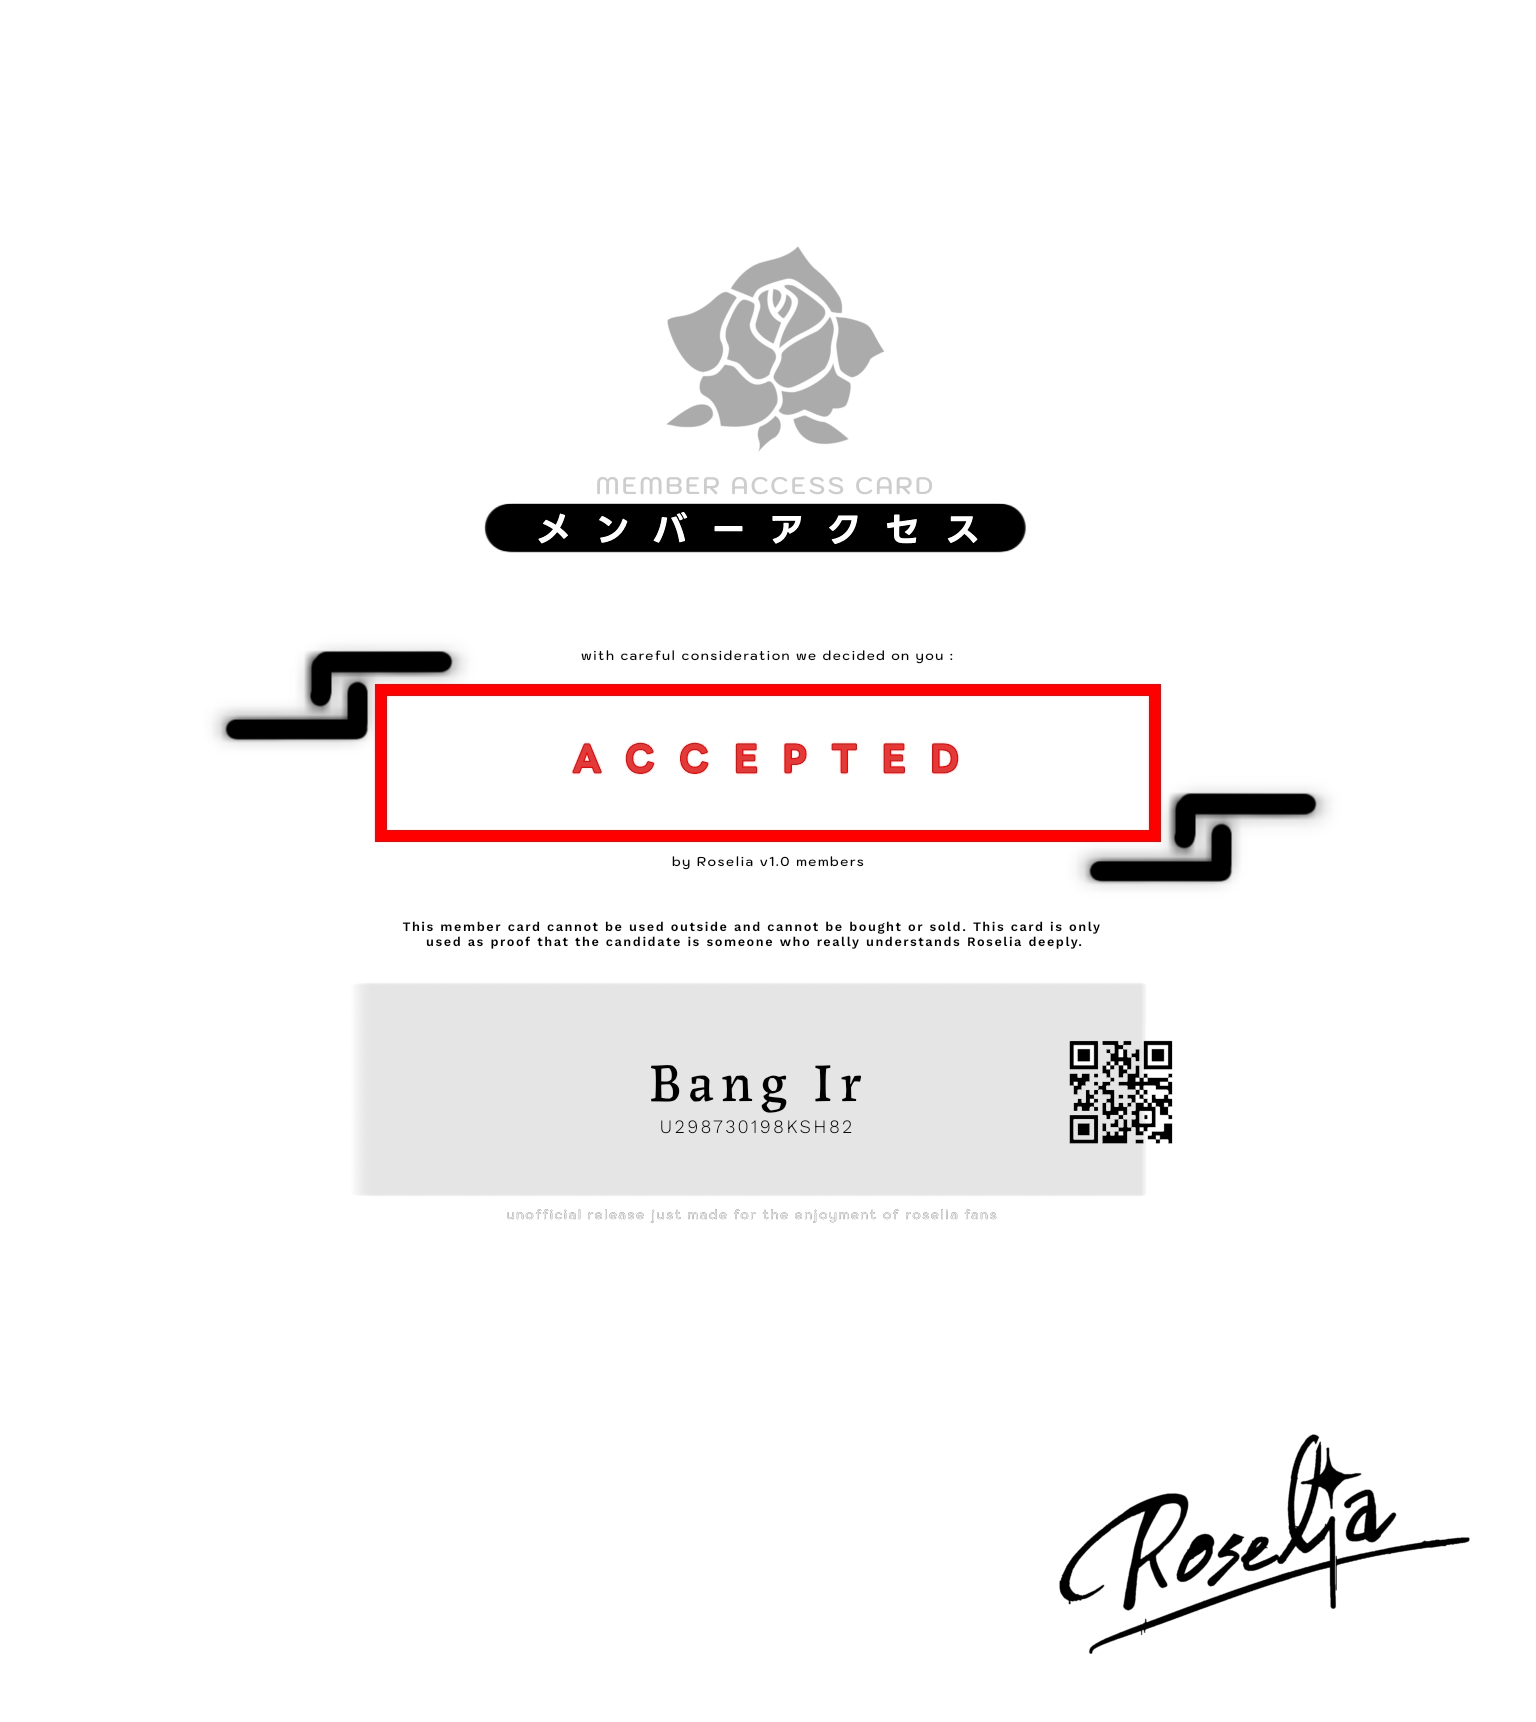 MEMBER ACCESS CARD
メンバーアクセス
with careful consideration we decided on you :
ACCEPTED
by Roselia v1.0 members
This member card cannot be used outside and cannot be bought or sold. This card is only
used as proof that the candidate is someone who really understands Roselia deeply.
Bang Ir
U298730198KSH82
unofficial release just made for the enjoyment of roselia fans
Roselia